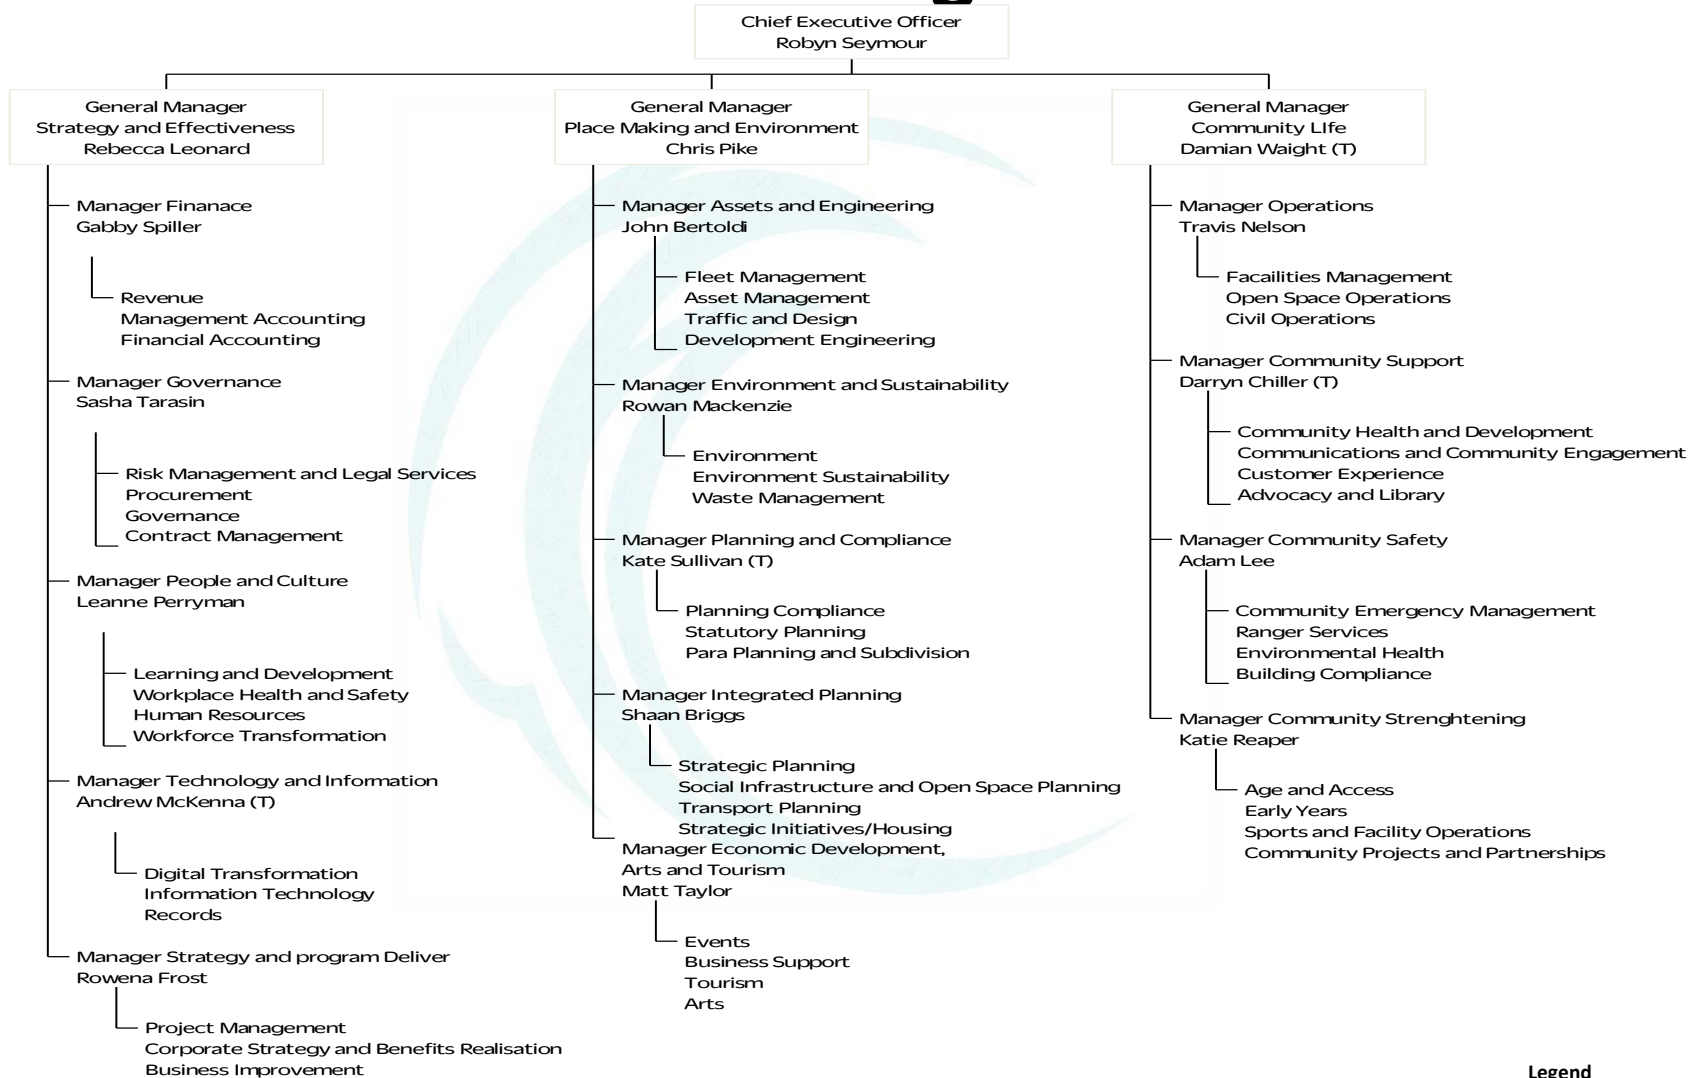 Chief Executive Officer
Robyn Seymour
General Manager
Strategy and Effectiveness
Rebecca Leonard
Manager Finanace
Gabby Spiller
Revenue
Management Accounting
Financial Accounting
Manager Governance
Sasha Tarasin
Risk Management and Legal Services
Procurement
Governance
Contract Management
Manager People and Culture
Leanne Perryman
Learning and Development
Workplace Health and Safety
Human Resources
Workforce Transformation
Manager Technology and Information
Andrew McKenna (T)
Digital Transformation
Information Technology
Records
Manager Strategy and program Deliver
Rowena Frost
Project Management
Corporate Strategy and Benefits Realisation
Business Improvement
General Manager
Place Making and Environment
Chris Pike
Manager Assets and Engineering
John Bertoldi
Fleet Management
Asset Management
Traffic and Design
Development Engineering
Manager Environment and Sustainability
Rowan Mackenzie
Environment
Environment Sustainability
Waste Management
Manager Planning and Compliance
Kate Sullivan (T)
Planning Compliance
Statutory Planning
Para Planning and Subdivision
Manager Integrated Planning
Shaan Briggs
Strategic Planning
Social Infrastructure and Open Space Planning
Transport Planning
Strategic Initiatives/Housing
Manager Economic Development,
Arts and Tourism
Matt Taylor
Events
Business Support
Tourism
Arts
General Manager
Community LIfe
Damian Waight (T)
Manager Operations
Travis Nelson
Facailities Management
Open Space Operations
Civil Operations
Manager Community Support
Darryn Chiller (T)
Community Health and Development
Communications and Community Engagement
Customer Experience
Advocacy and Library
Manager Community Safety
Adam Lee
Community Emergency Management
Ranger Services
Environmental Health
Building Compliance
Manager Community Strenghtening
Katie Reaper
Age and Access
Early Years
Sports and Facility Operations
Community Projects and Partnerships
Legend